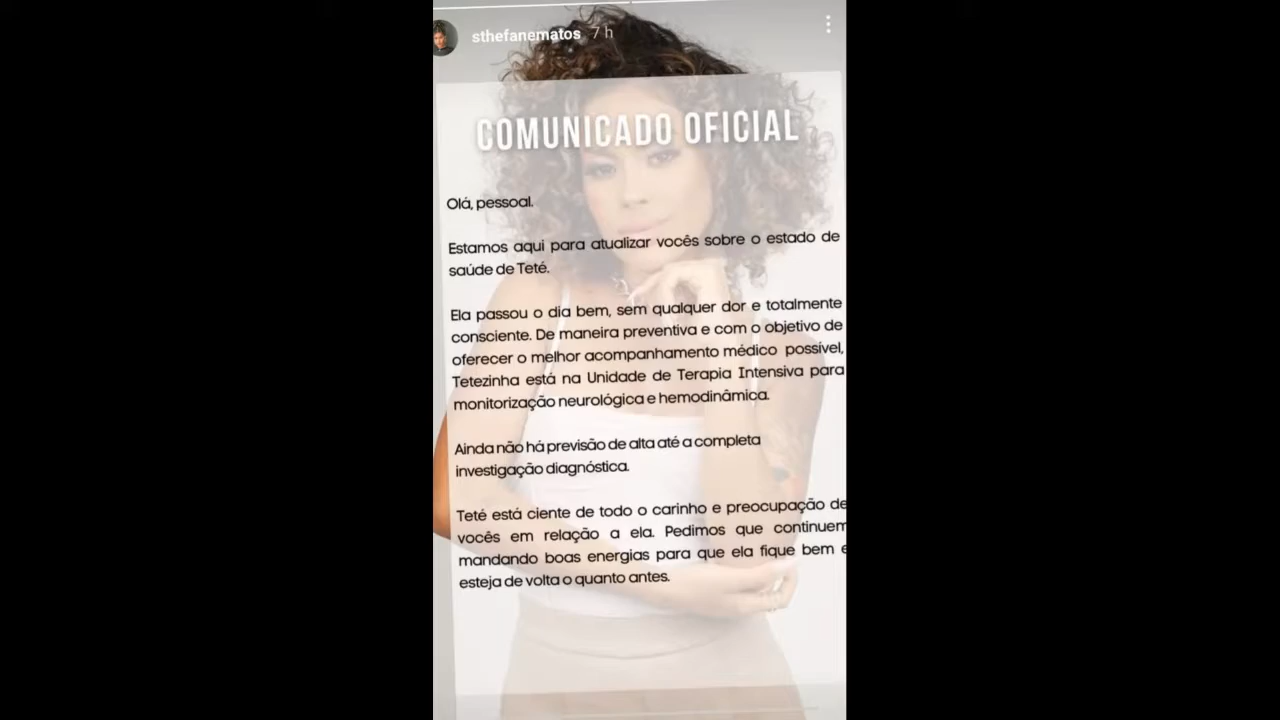 sthefanematos 7 h
COMUNICADO OFICIAL
Olá, pessoal.
Estamos aqui para atualizar vocês sobre o estado de
saúde de Teté.
Ela passou o dia bem, sem qualquer dor e totalmente
consciente. De maneira preventiva e com o objetivo de
oferecer o melhor acompanhamento médico possível,
Tetezinha está na Unidade de Terapia Intensiva para
monitorização neurológica e hemodinâmica.
Ainda não há previsão de alta até a completa
investigação diagnóstica.
Teté está ciente de todo o carinho e preocupação de
vocês em relação a ela. Pedimos que continuem
mandando boas energias para que ela fique bem e
esteja de volta o quanto antes.